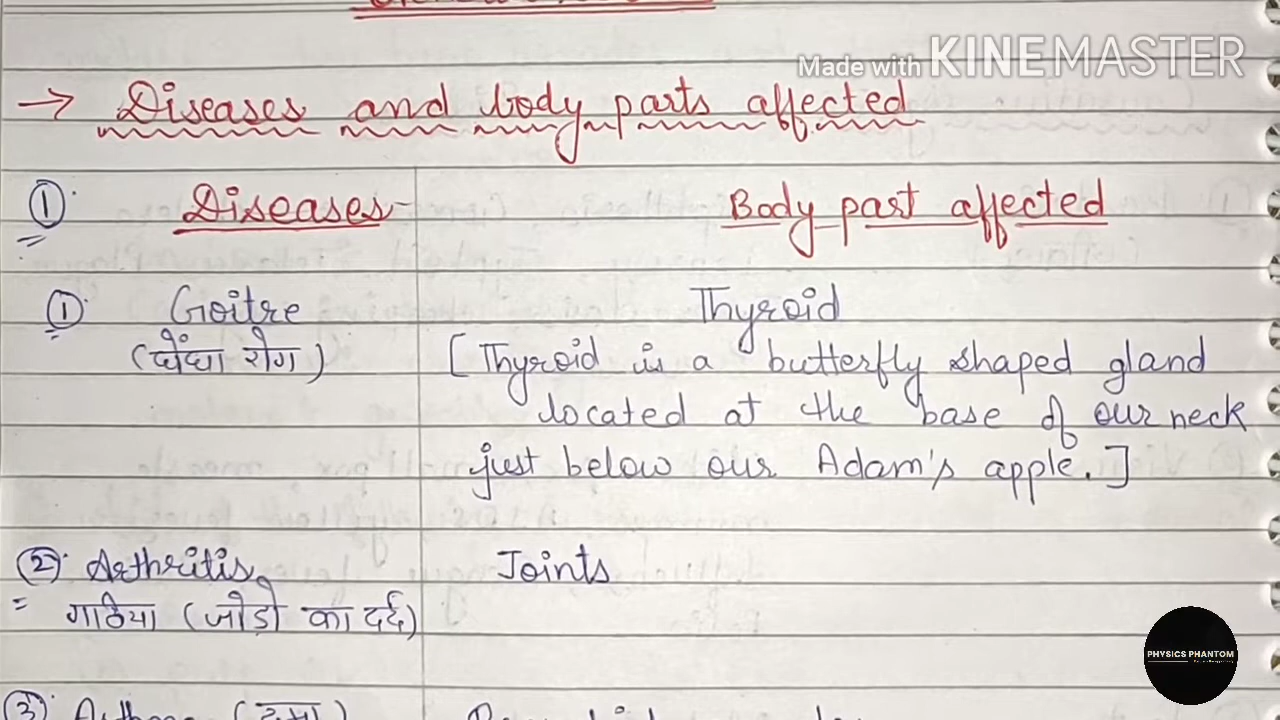 Made with KINEMASTER
→ Diseases and body parts affected
① Diseases- Body part affected
① Goitre Thyroid
(घेंघा रोग) [Thyroid is a butterfly shaped gland
located at the base of our neck
just below our Adam's apple.]
② Arthritis Joints
गठिया (जोडो का दर्द)
③
PHYSICS PHANTOM